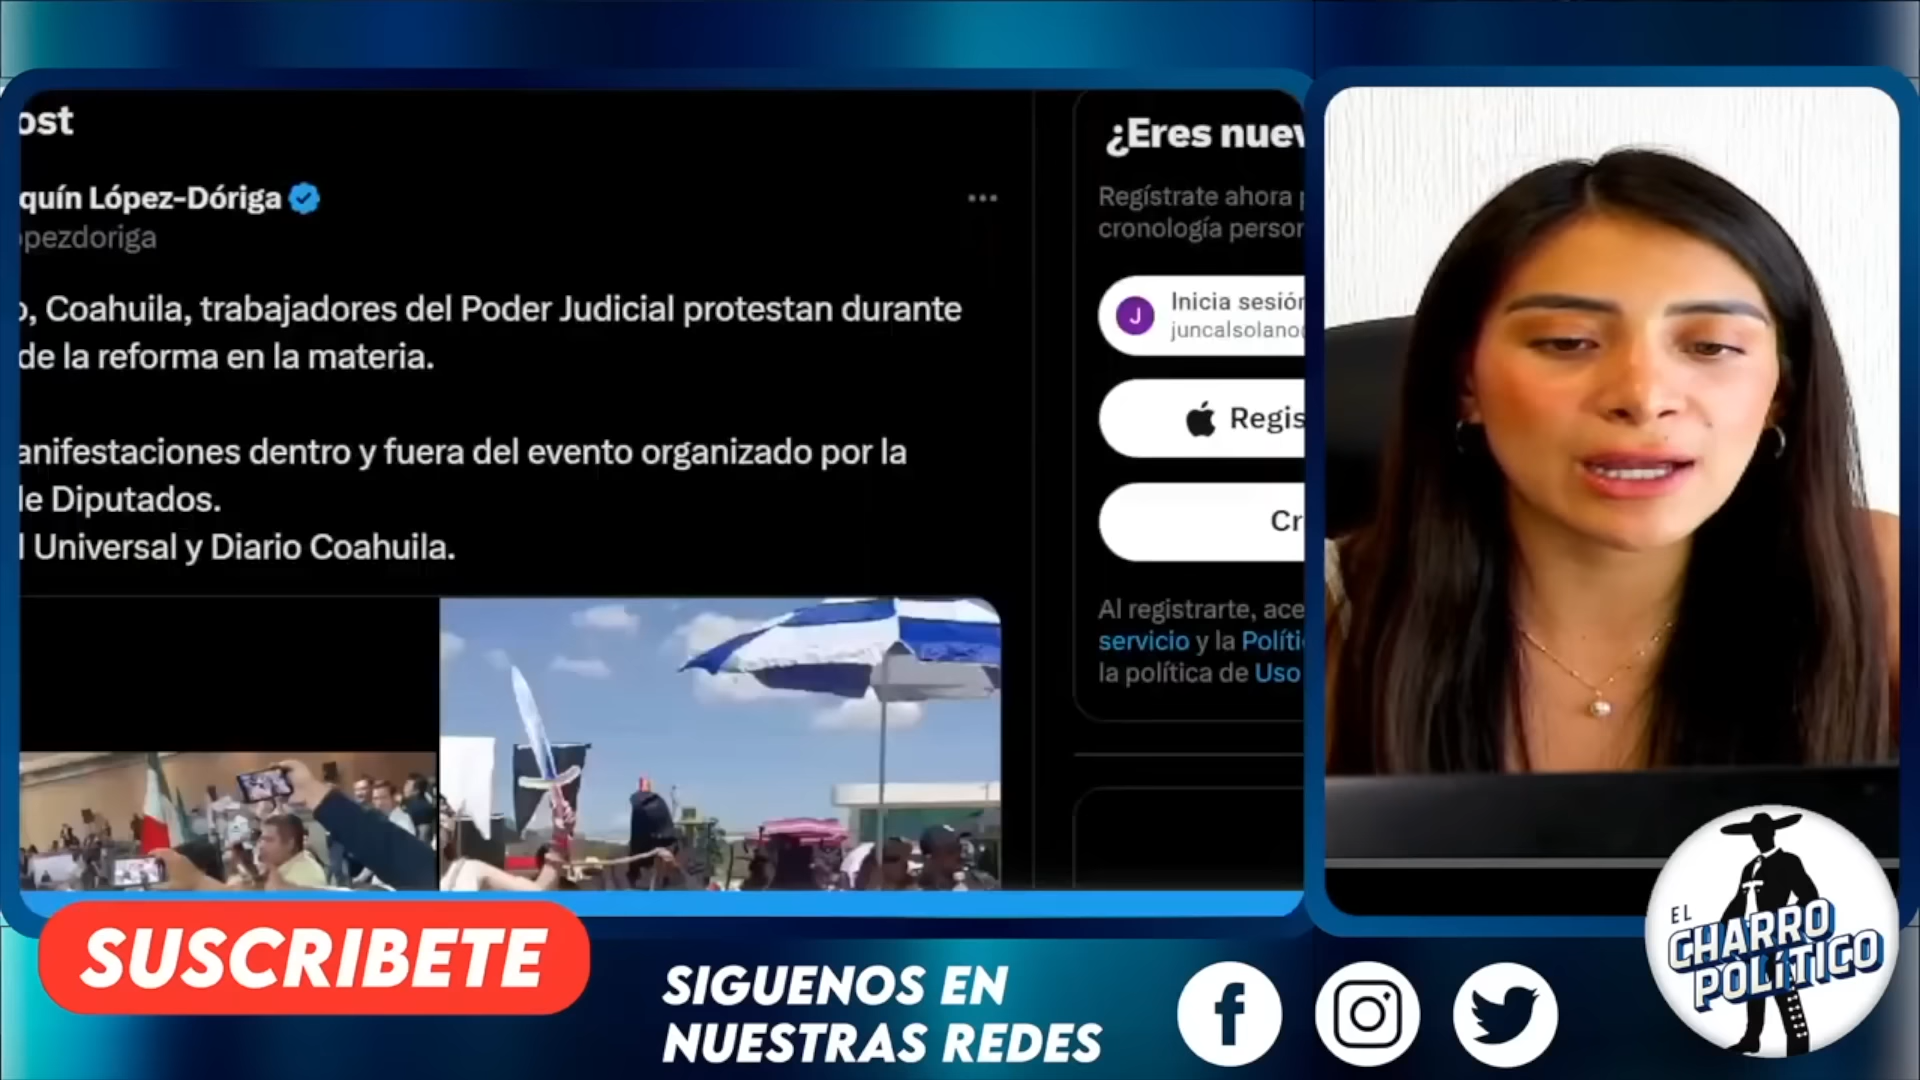 ost
quín López-Dóriga
pezdoriga
o, Coahuila, trabajadores del Poder Judicial protestan durante
de la reforma en la materia.
anifestaciones dentro y fuera del evento organizado por la
de Diputados.
l Universal y Diario Coahuila.
¿Eres nuev
Regístrate ahora p
cronología person
J
Inicia sesión
juncalsolano
Regis
Cr
Al registrarte, ace
servicio y la Políti
la política de Uso
SUSCRIBETE
SIGUENOS EN
NUESTRAS REDES
EL
CHARRO
POLÍTICO